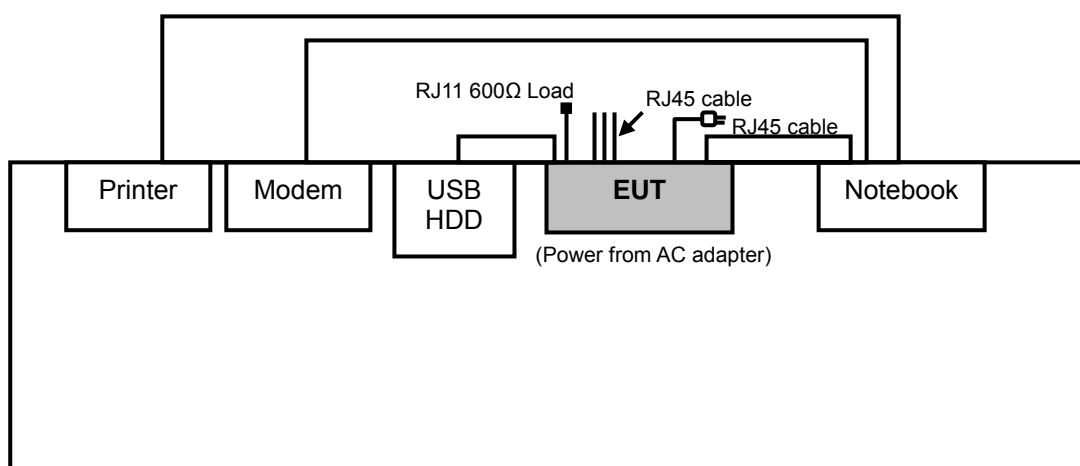 RJ11 600Ω Load
RJ45 cable
RJ45 cable
Printer
Modem
USB
HDD
EUT
Notebook
(Power from AC adapter)